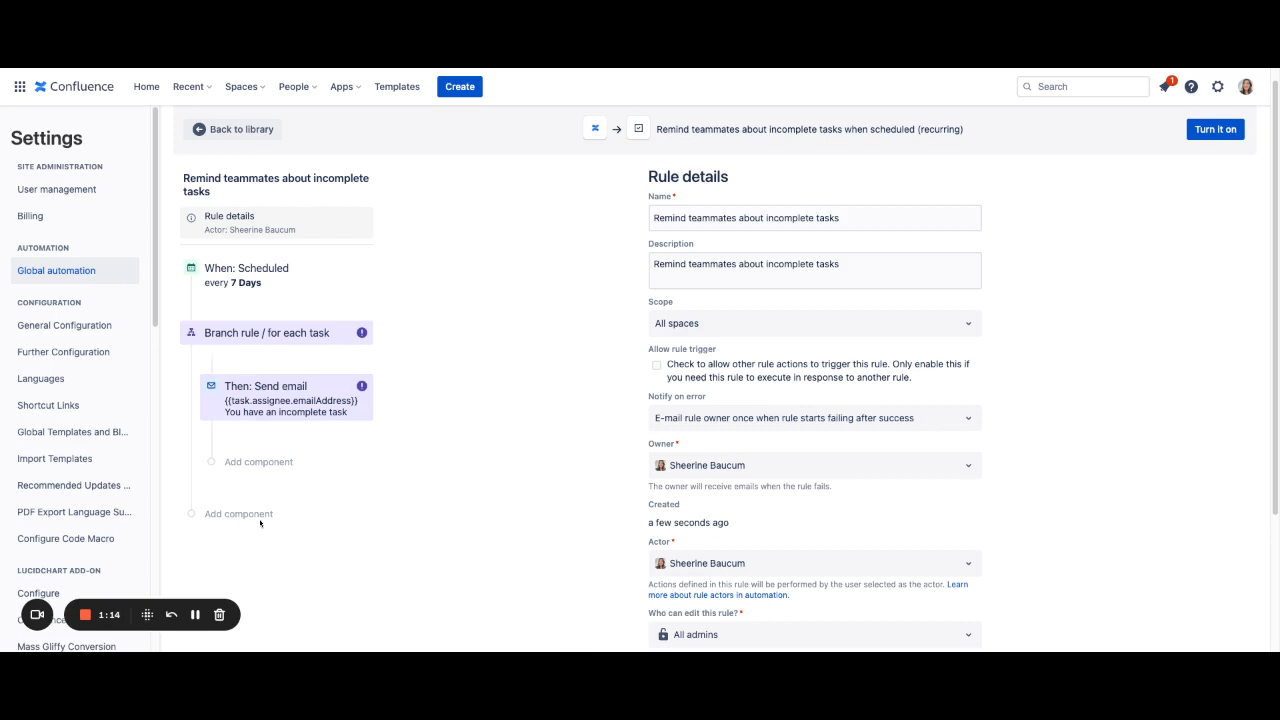 Confluence
Home
Recent
Spaces
People
Apps
Templates
Create
Search
1
Settings
SITE ADMINISTRATION
User management
Billing
AUTOMATION
Global automation
CONFIGURATION
General Configuration
Further Configuration
Languages
Shortcut Links
Global Templates and Bl...
Import Templates
Recommended Updates ...
PDF Export Language Su...
Configure Code Macro
LUCIDCHART ADD-ON
Configure
Mass Gliffy Conversion
1:14
Back to library
Remind teammates about incomplete tasks when scheduled (recurring)
Turn it on
Remind teammates about incomplete
tasks
Rule details
Actor: Sheerine Baucum
When: Scheduled
every 7 Days
Branch rule / for each task
Then: Send email
{{task.assignee.emailAddress}}
You have an incomplete task
Add component
Add component
Rule details
Name*
Remind teammates about incomplete tasks
Description
Remind teammates about incomplete tasks
Scope
All spaces
Allow rule trigger
Check to allow other rule actions to trigger this rule. Only enable this if
you need this rule to execute in response to another rule.
Notify on error
E-mail rule owner once when rule starts failing after success
Owner*
Sheerine Baucum
The owner will receive emails when the rule fails.
Created
a few seconds ago
Actor*
Sheerine Baucum
Actions defined in this rule will be performed by the user selected as the actor. Learn
more about rule actors in automation.
Who can edit this rule?*
All admins